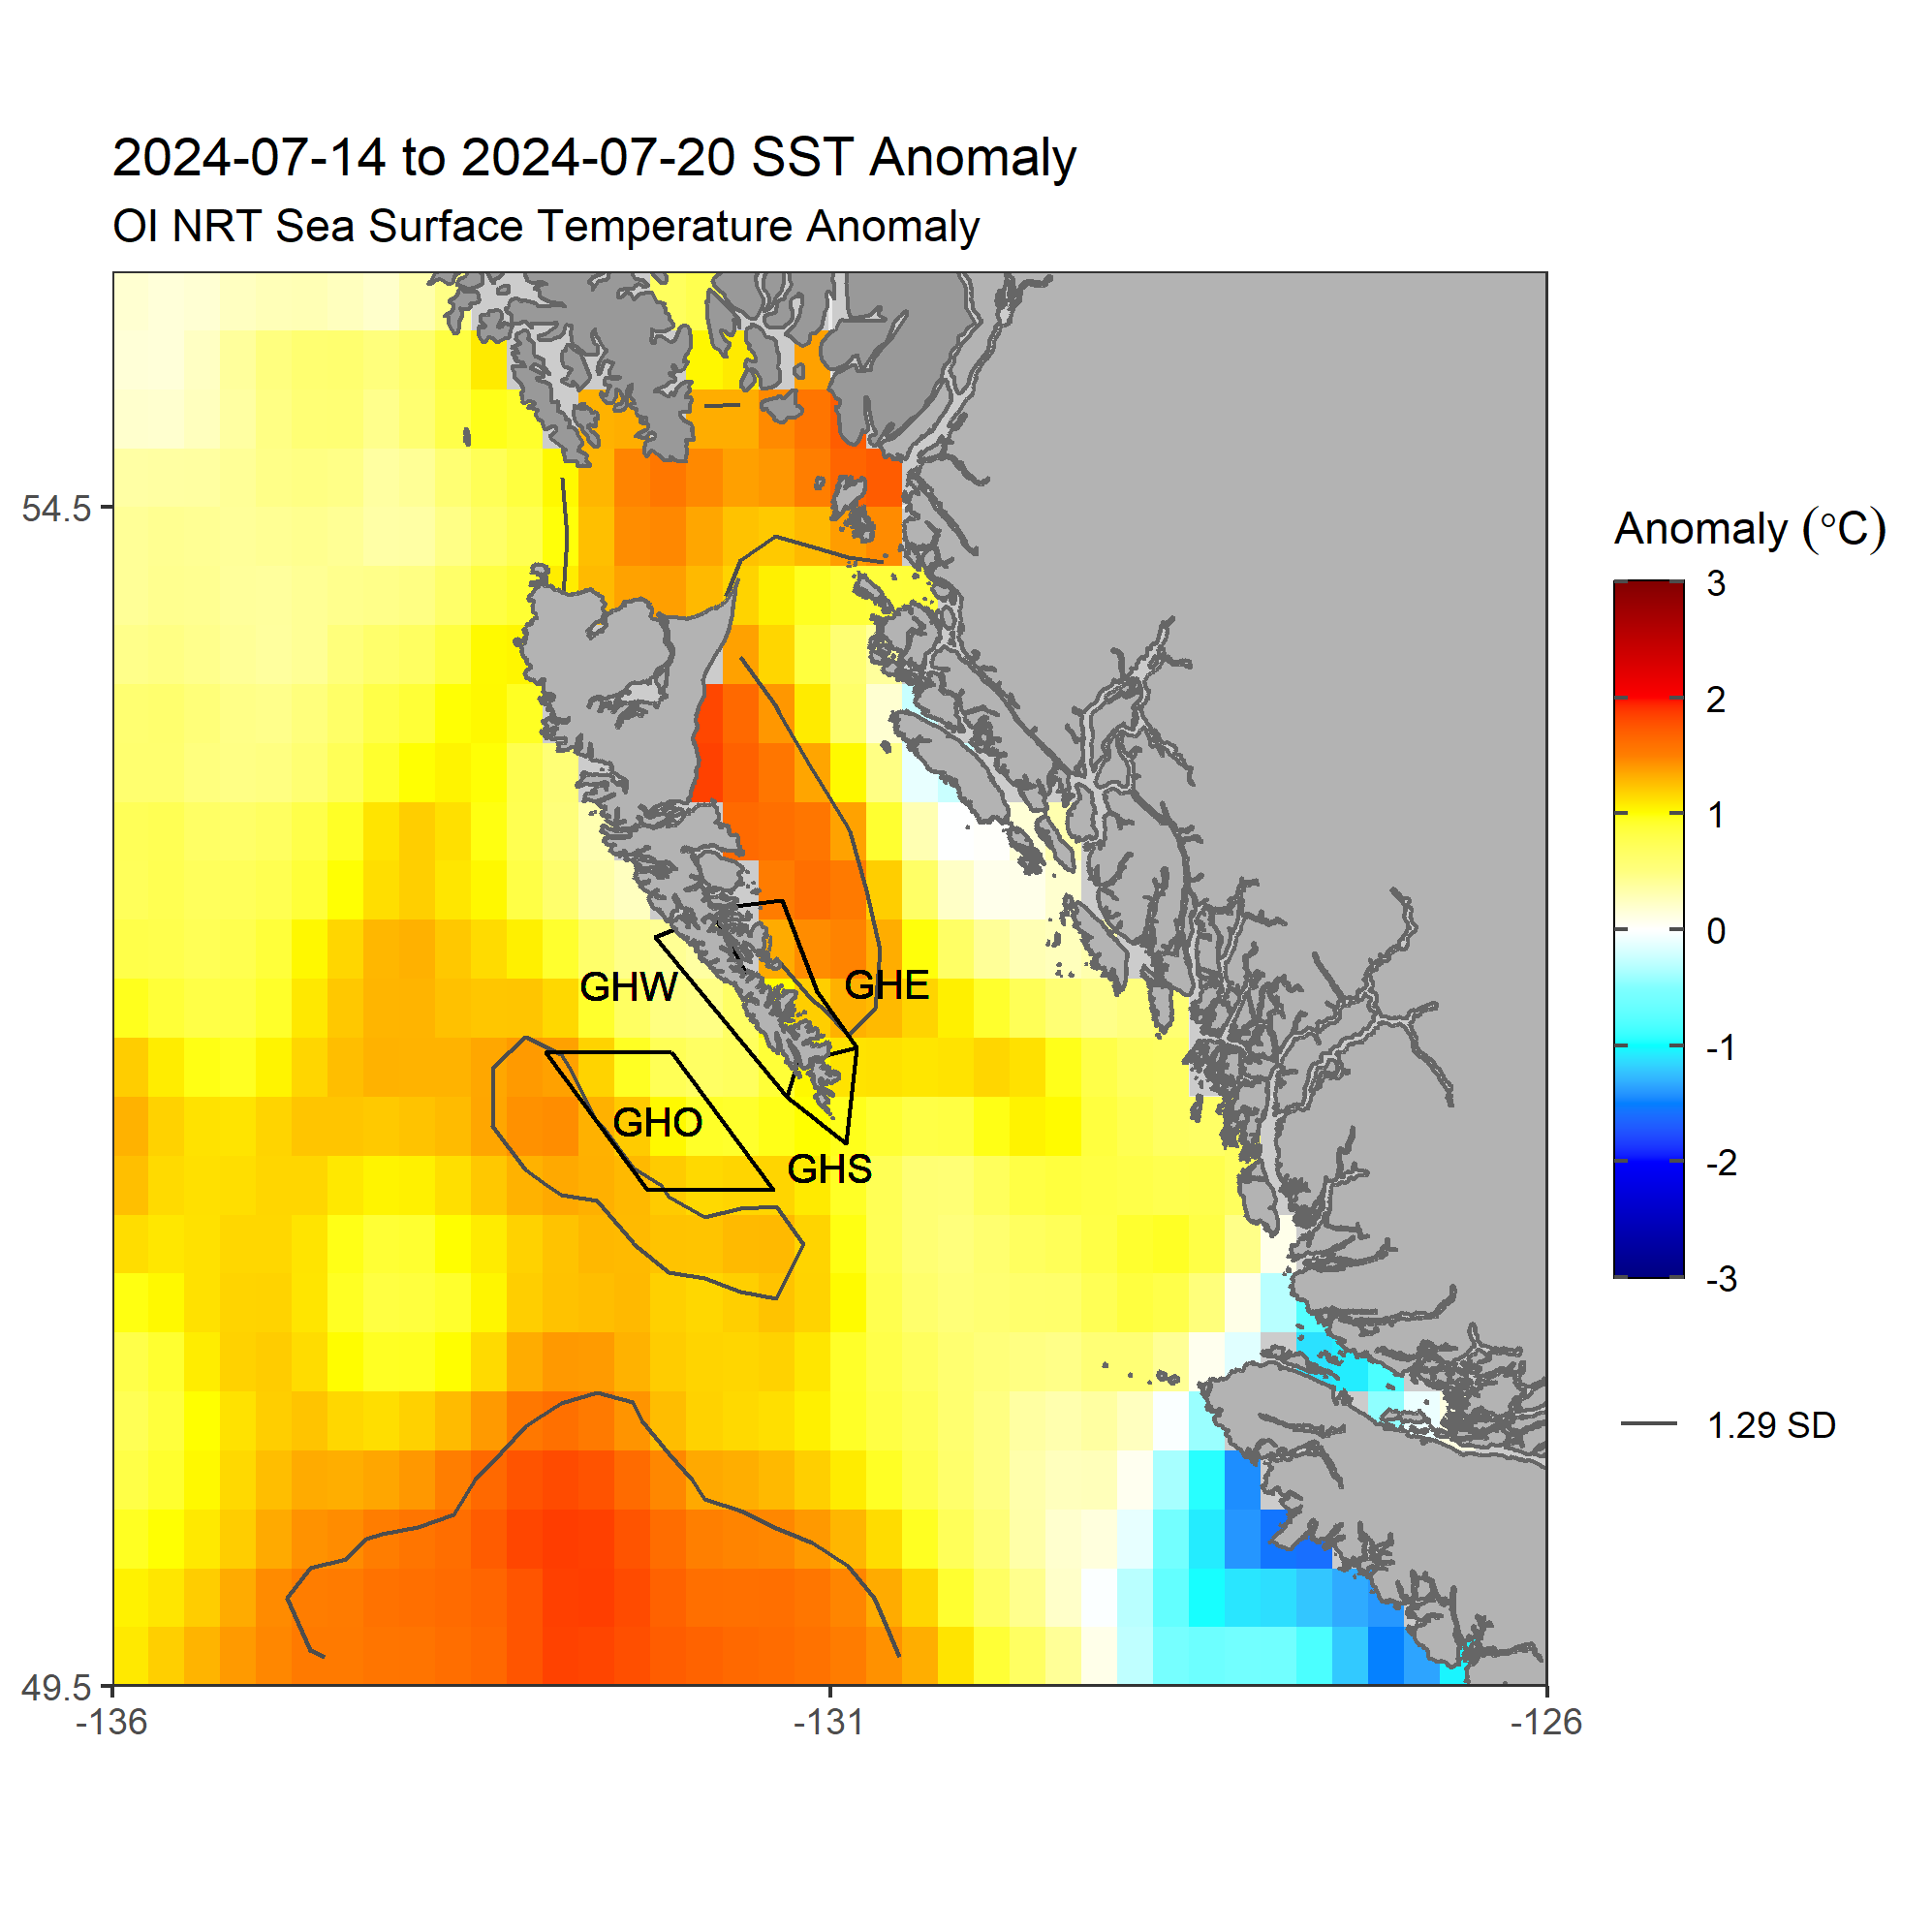 2024-07-14 to 2024-07-20 SST Anomaly
OI NRT Sea Surface Temperature Anomaly
54.5
49.5
-136
-131
-126
GHW
GHE
GHO
GHS
Anomaly (°C)
3
2
1
0
-1
-2
-3
1.29 SD